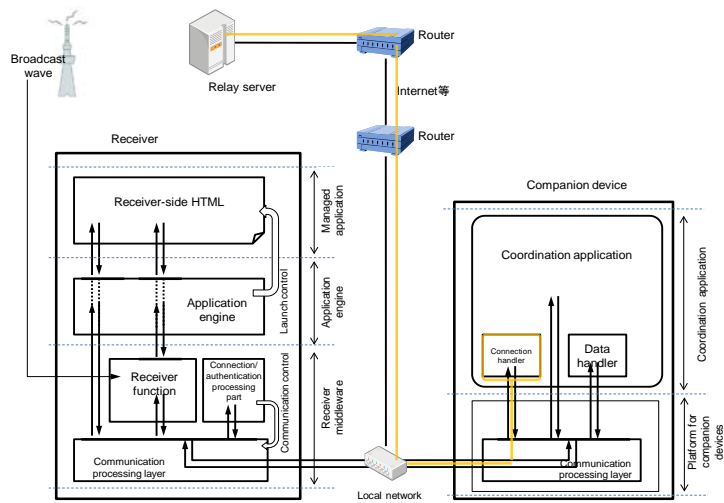 Broadcast
wave
Relay server
Router
Internet等
Router
Receiver
Receiver-side HTML
Managed
application
Application
engine
Launch control
Application
engine
Receiver
function
Connection/
authentication processing
part
Communication control
Receiver
middleware
Communication
processing layer
Local network
Companion device
Coordination application
Connection
handler
Data
handler
Coordination application
Communication
processing layer
Platform for
companion
devices